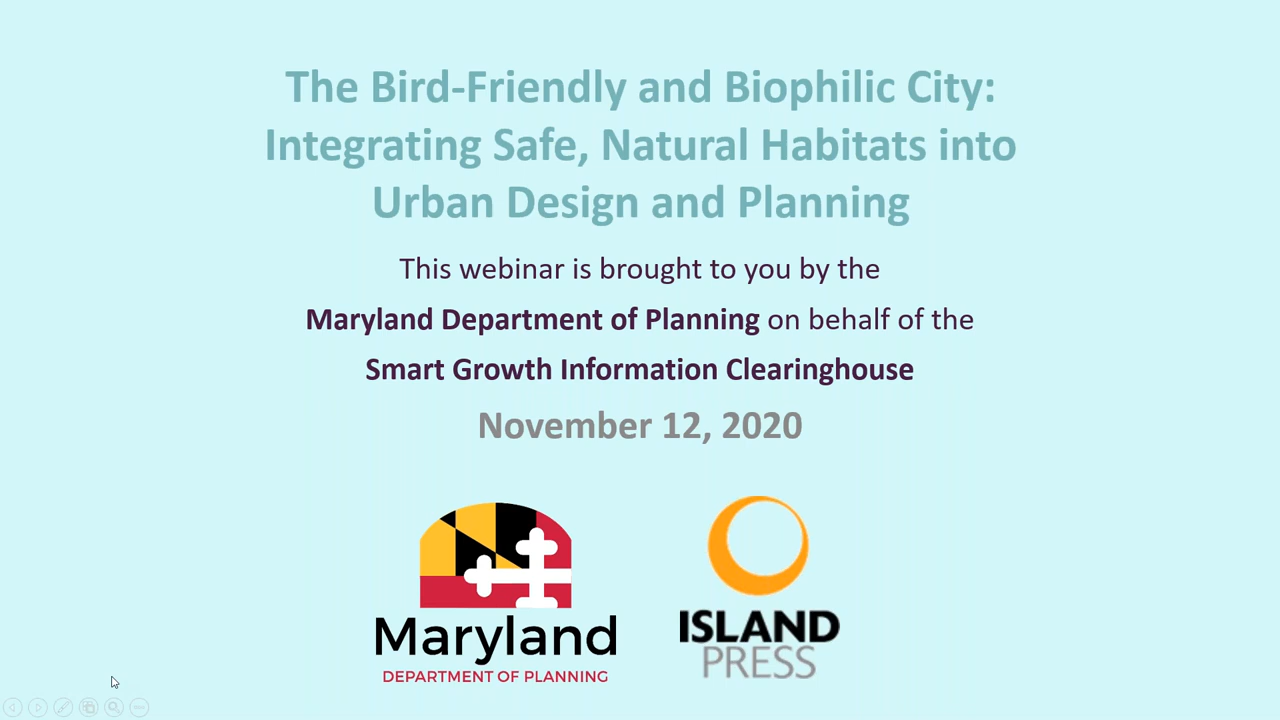 The Bird-Friendly and Biophilic City:
Integrating Safe, Natural Habitats into
Urban Design and Planning
This webinar is brought to you by the
Maryland Department of Planning on behalf of the
Smart Growth Information Clearinghouse
November 12, 2020
Maryland
DEPARTMENT OF PLANNING
ISLAND
PRESS